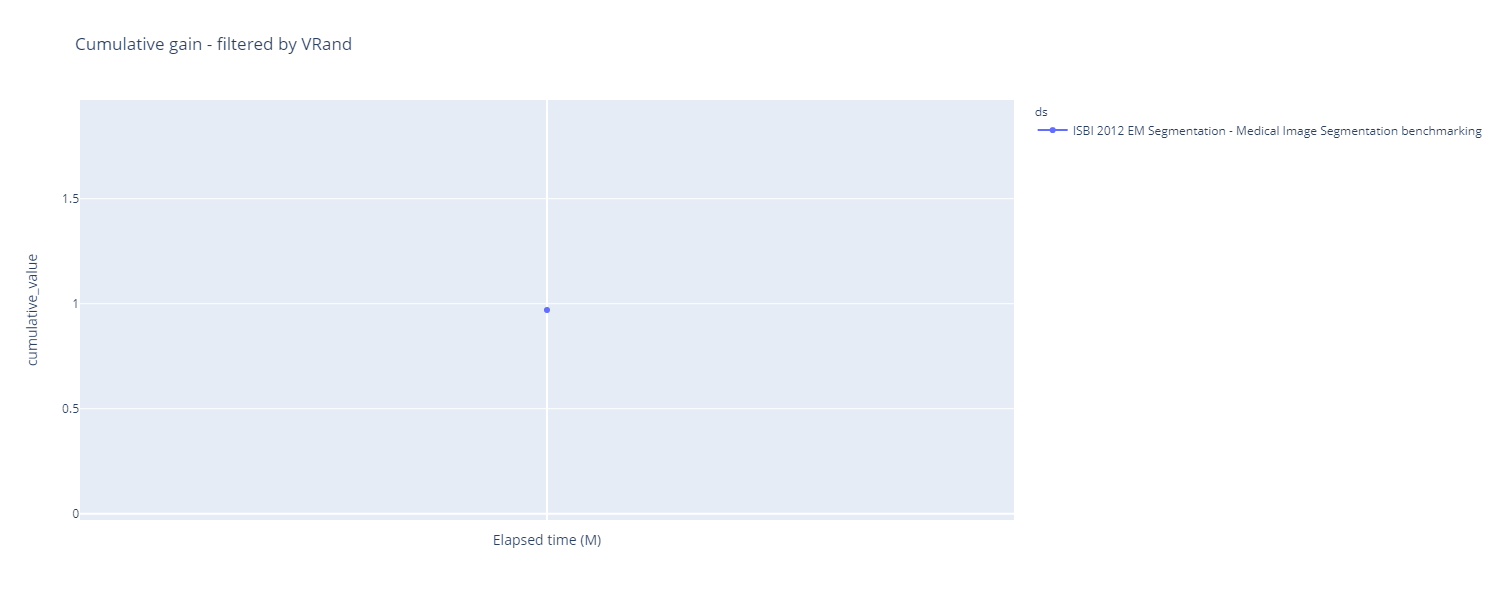 Cumulative gain - filtered by VRand
ds
ISBI 2012 EM Segmentation - Medical Image Segmentation benchmarking
1.5
1
0.5
0
cumulative_value
Elapsed time (M)